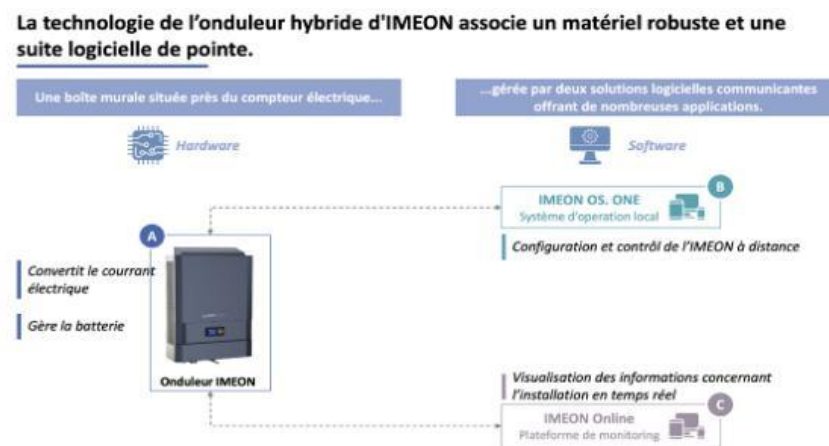 La technologie de l'onduleur hybride d'IMEON associe un matériel robuste et une
suite logicielle de pointe.
Une boîte murale située près du compteur électrique...
...gérée par deux solutions logicielles communicantes
offrant de nombreuses applications.
Hardware
Software
A
Convertit le courrant
électrique
Gère la batterie
Onduleur IMEON
B
IMEON OS. ONE
Système d'operation local
Configuration et contrôl de l'IMEON à distance
Visualisation des informations concernant
l'installation en temps réel
C
IMEON Online
Plateforme de monitoring